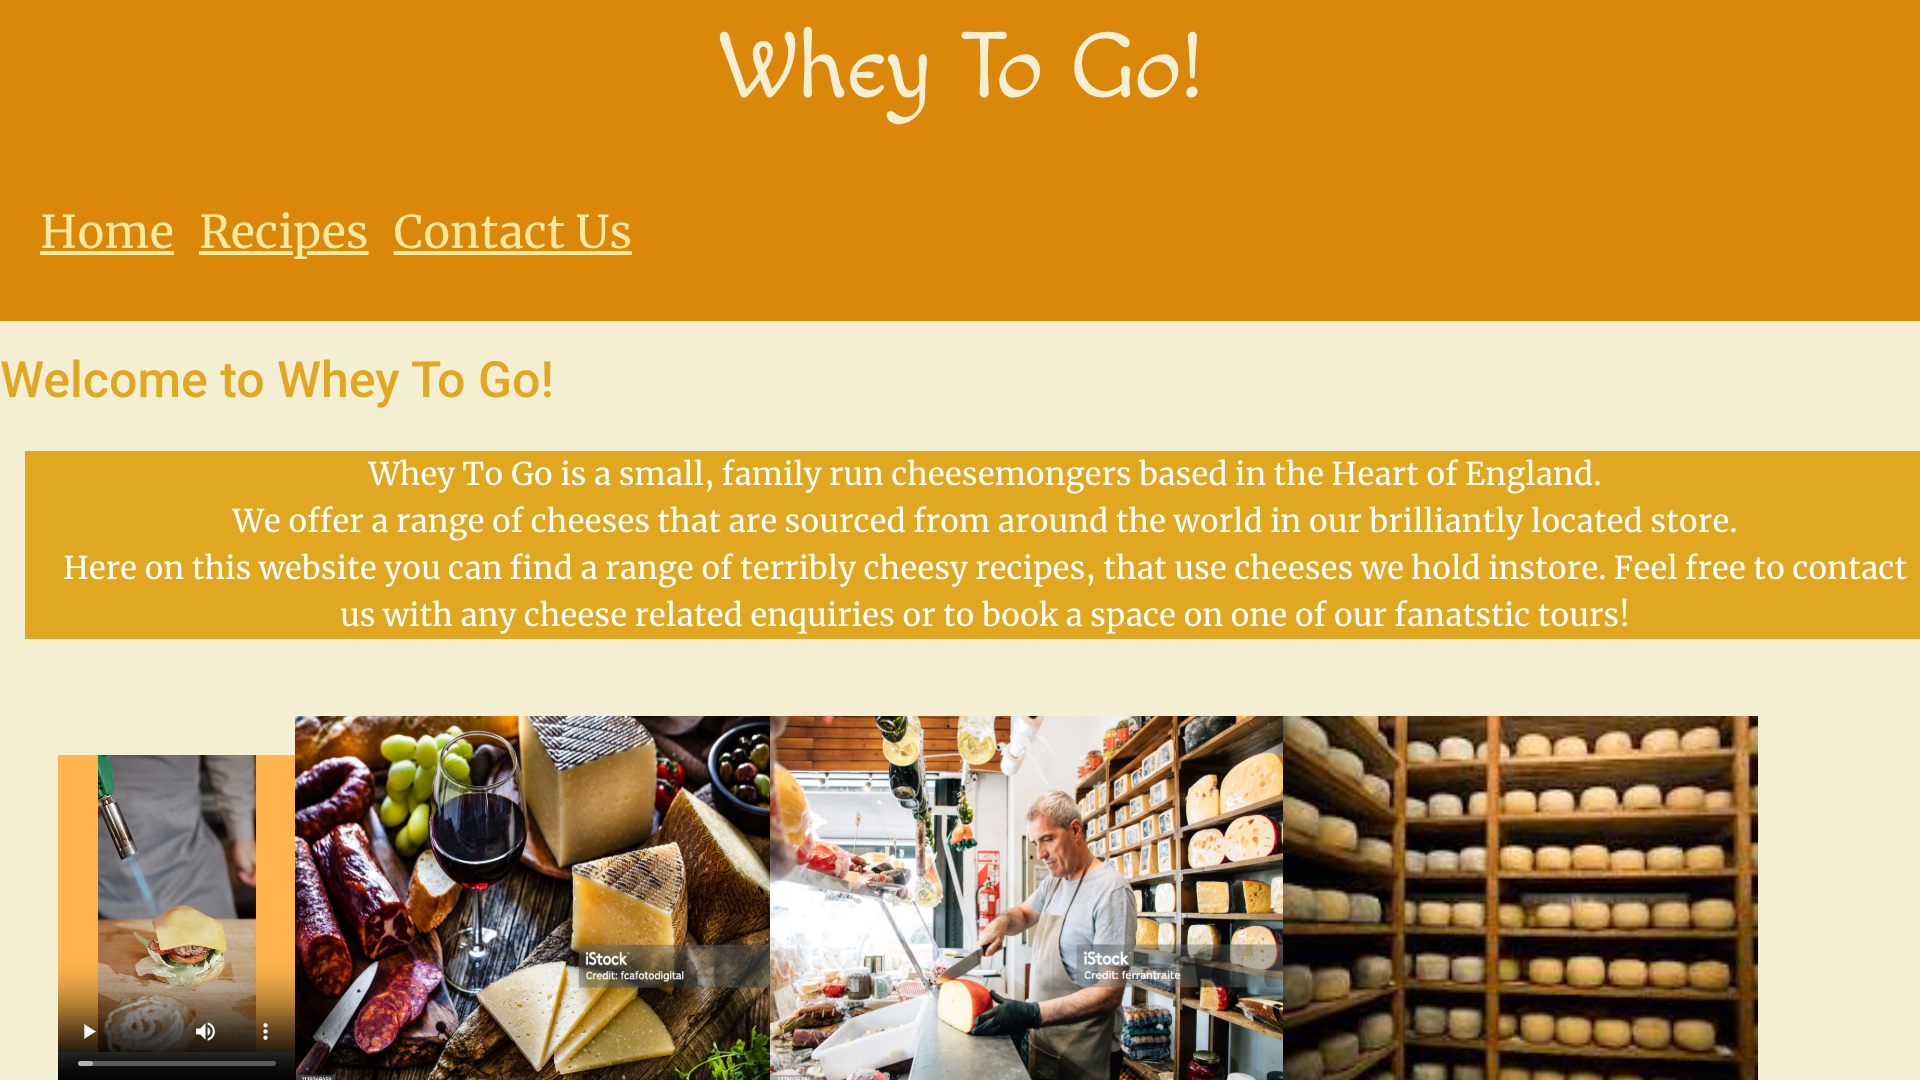 Whey To Go!
Home Recipes Contact Us
Welcome to Whey To Go!
Whey To Go is a small, family run cheesemongers based in the Heart of England.
We offer a range of cheeses that are sourced from around the world in our brilliantly located store.
Here on this website you can find a range of terribly cheesy recipes, that use cheeses we hold instore. Feel free to contact
us with any cheese related enquiries or to book a space on one of our fanatstic tours!
iStock
Credit: fcafotodigital
iStock
Credit: ferrantraite